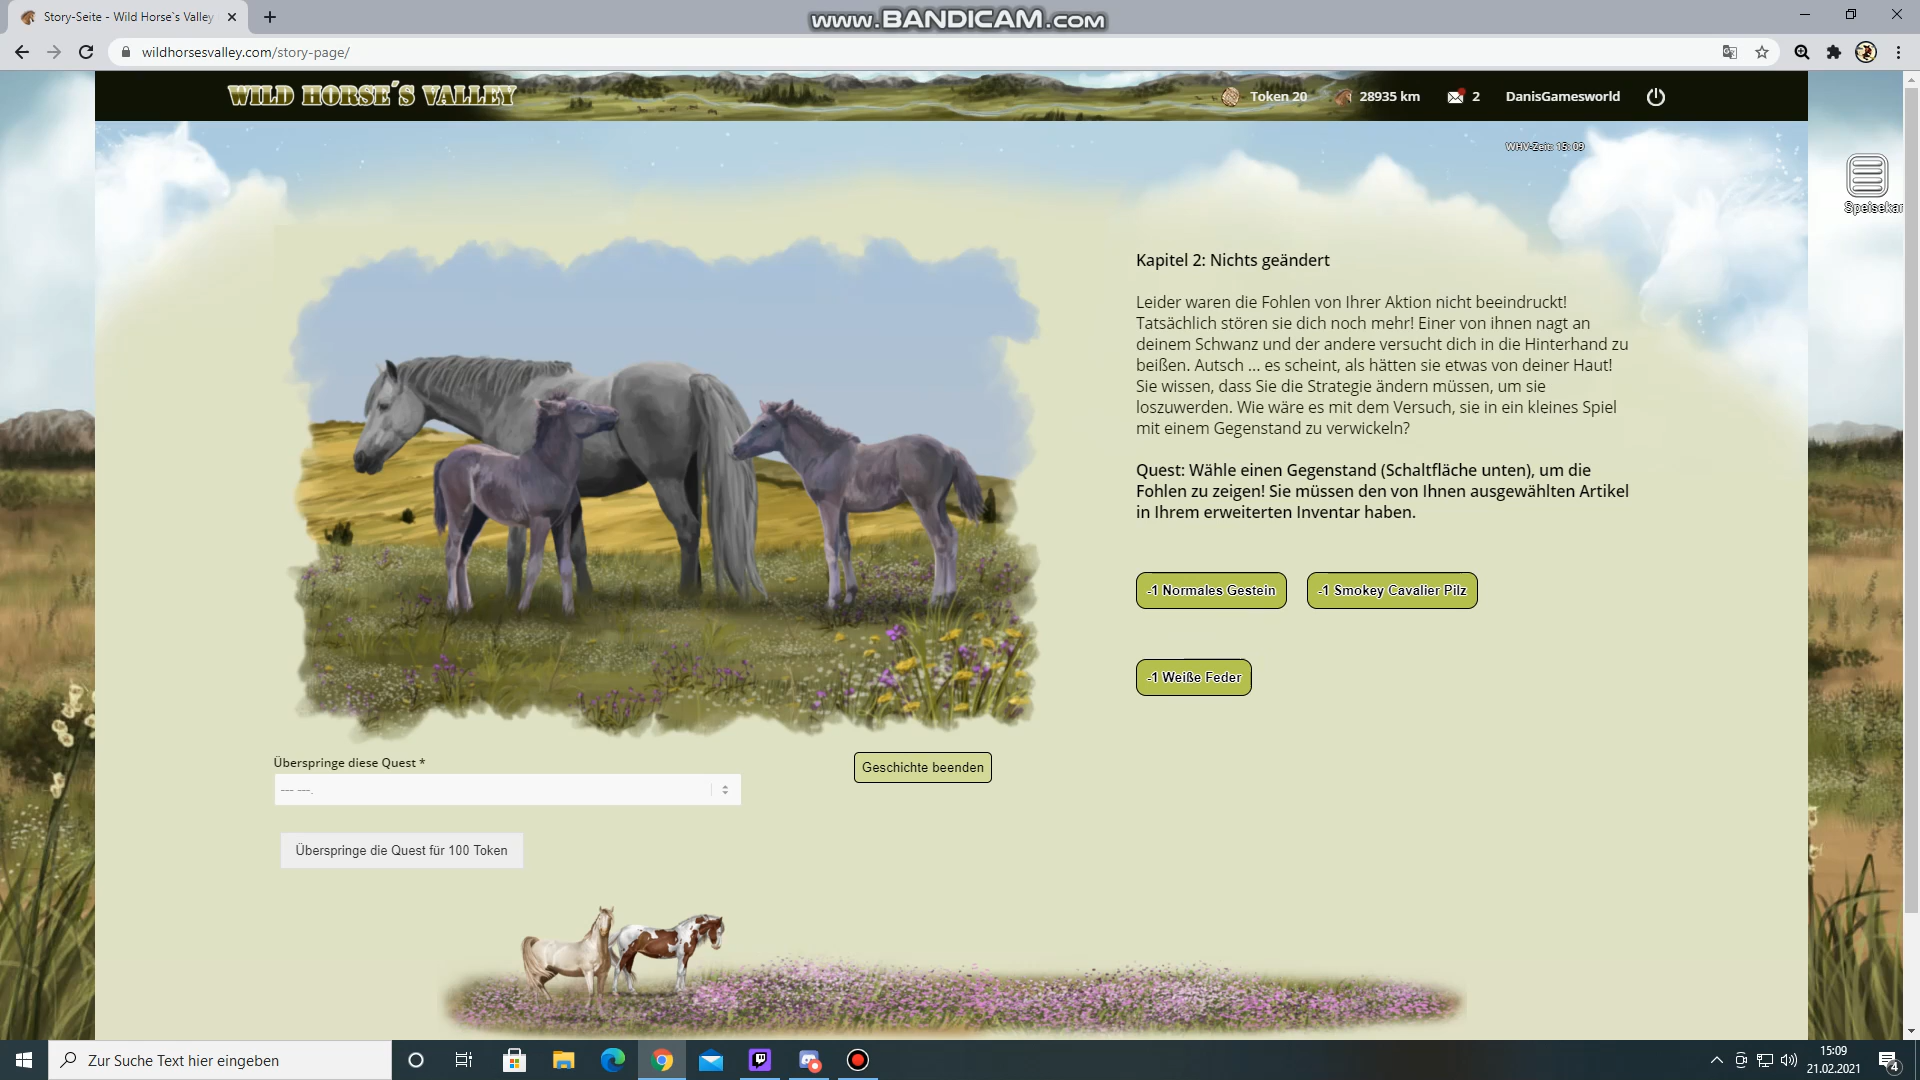 Story-Seite - Wild Horse`s Valley
www.BANDICAM.com
wildhorsesvalley.com/story-page/
WILD HORSE´S VALLEY
Token 20
28935 km
2
DanisGamesworld
WHV-Zeit: 15: 09
Speisekar
Kapitel 2: Nichts geändert
Leider waren die Fohlen von Ihrer Aktion nicht beeindruckt!
Tatsächlich stören sie dich noch mehr! Einer von ihnen nagt an
deinem Schwanz und der andere versucht dich in die Hinterhand zu
beißen. Autsch ... es scheint, als hätten sie etwas von deiner Haut!
Sie wissen, dass Sie die Strategie ändern müssen, um sie
loszuwerden. Wie wäre es mit dem Versuch, sie in ein kleines Spiel
mit einem Gegenstand zu verwickeln?
Quest: Wähle einen Gegenstand (Schaltfläche unten), um die
Fohlen zu zeigen! Sie müssen den von Ihnen ausgewählten Artikel
in Ihrem erweiterten Inventar haben.
-1 Normales Gestein
-1 Smokey Cavalier Pilz
-1 Weiße Feder
Überspringe diese Quest *
--- ---.
Geschichte beenden
Überspringe die Quest für 100 Token
Zur Suche Text hier eingeben
15:09
21.02.2021
4